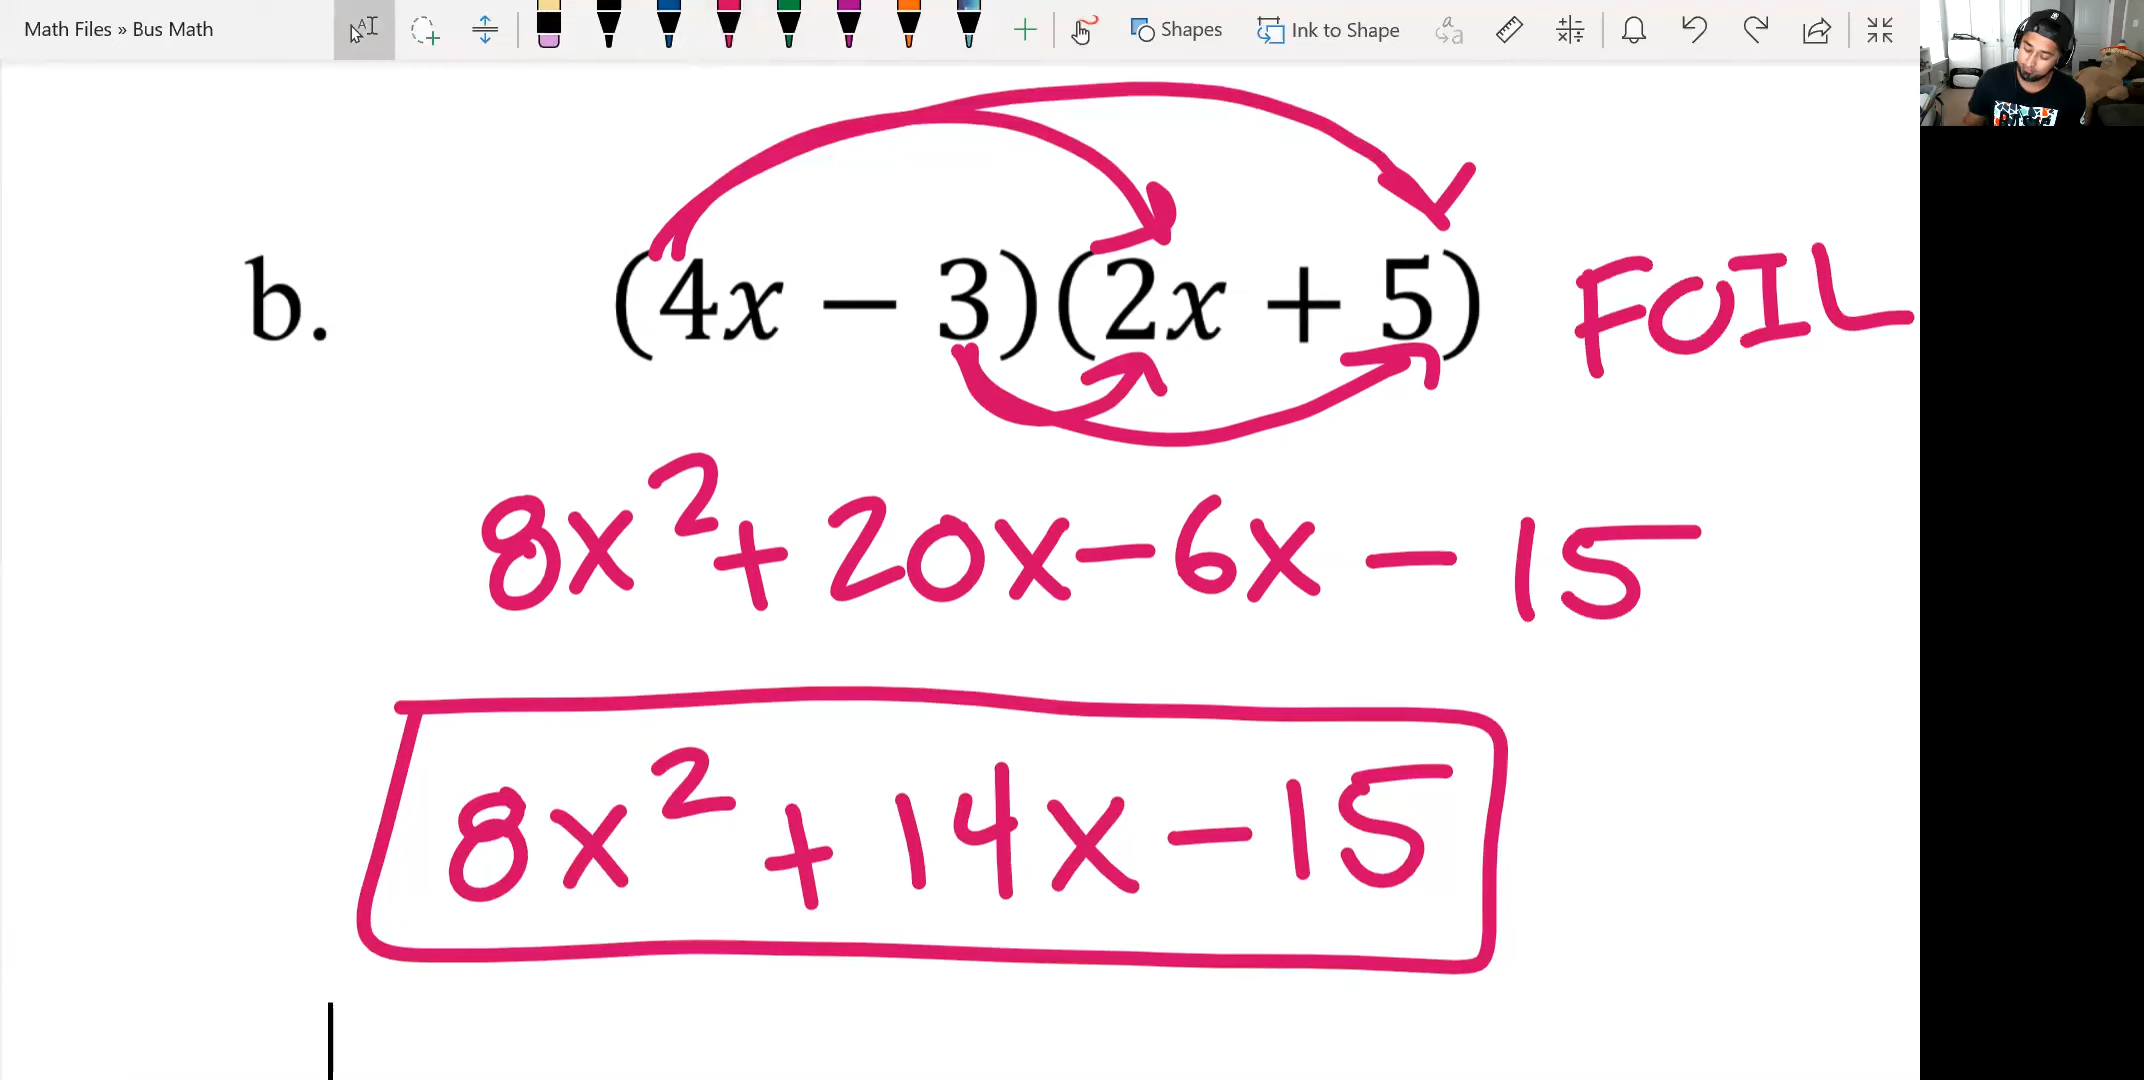 Math Files » Bus Math
Shapes
Ink to Shape
b. (4x − 3)(2x + 5) FOIL
8x² + 20x − 6x − 15
8x² + 14x − 15